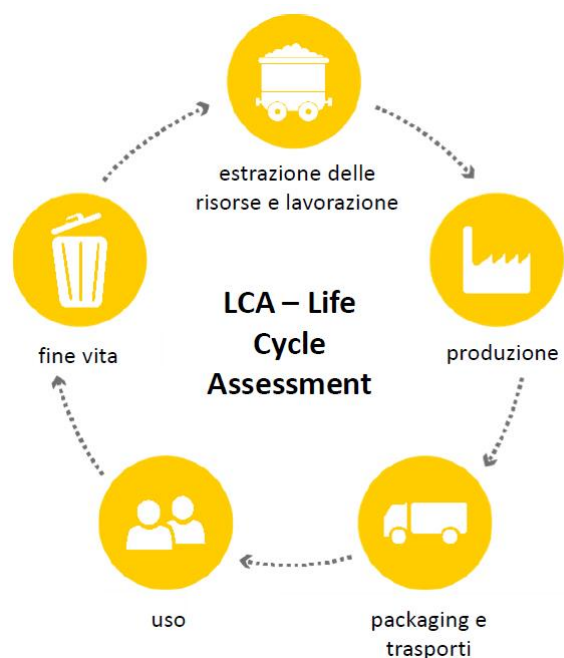 estrazione delle
risorse e lavorazione
produzione
packaging e
trasporti
uso
fine vita
LCA – Life
Cycle
Assessment